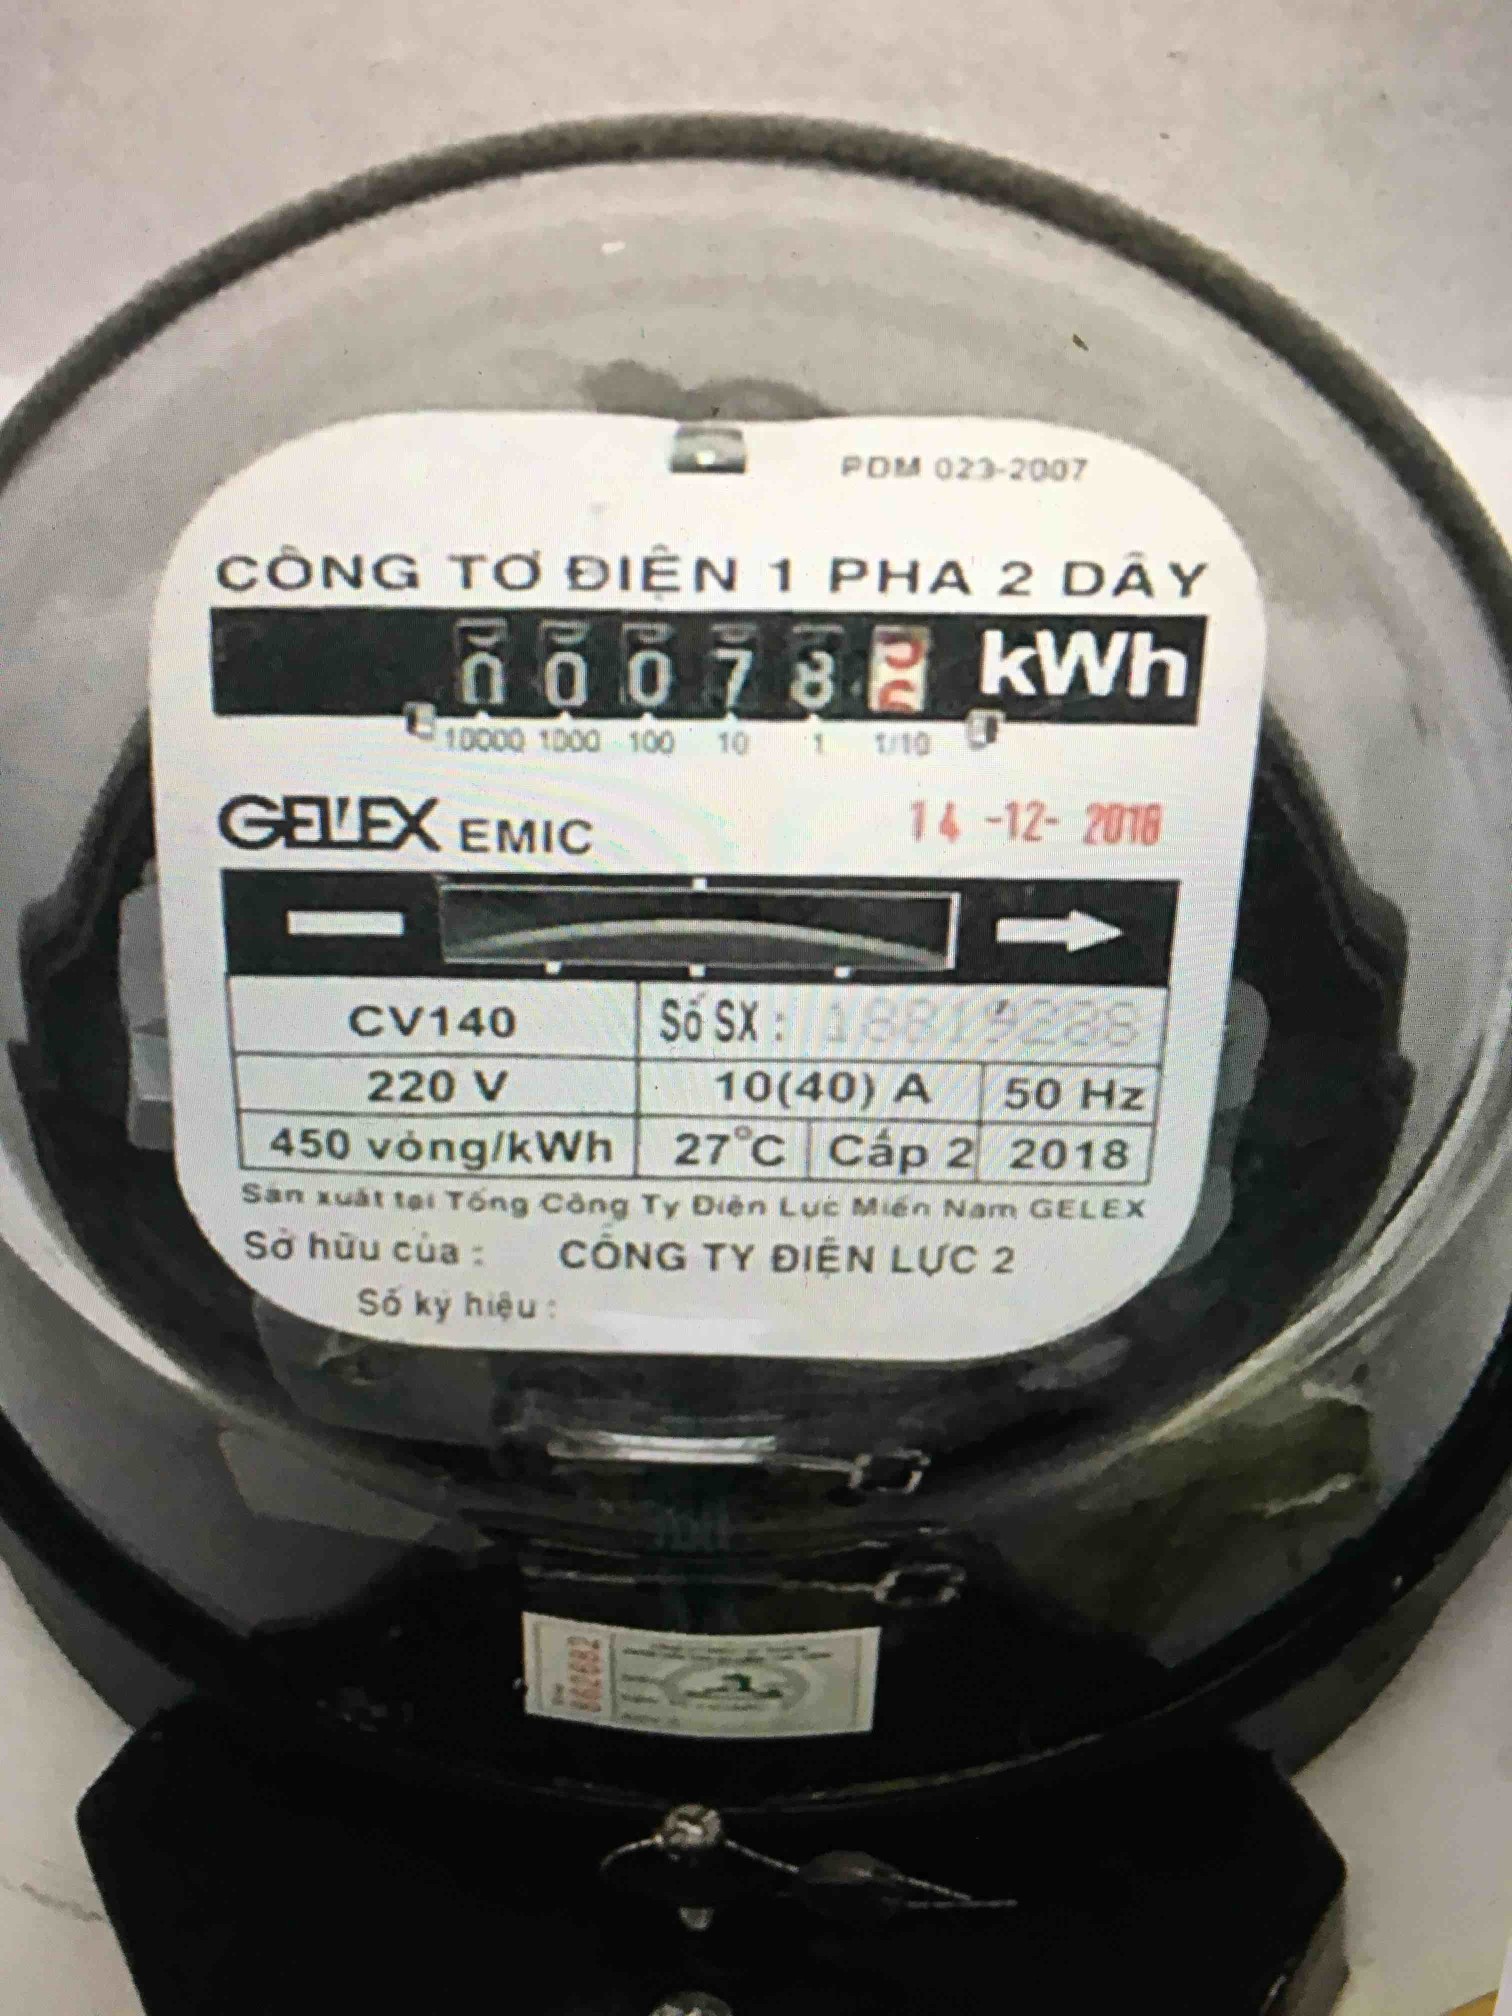 PDM 023-2007
CÔNG TƠ ĐIỆN 1 PHA 2 DÂY
0 0 0 7 8 kWh
10000 1000 100 10 1 1/10
GELEX EMIC 14 -12- 2018
CV140 Số SX : 18819288
220 V 10(40) A 50 Hz
450 vòng/kWh 27°C Cấp 2 2018
Sản xuất tại Tổng Công Ty Điện Lực Miền Nam GELEX
Sở hữu của : CÔNG TY ĐIỆN LỰC 2
Số ký hiệu :